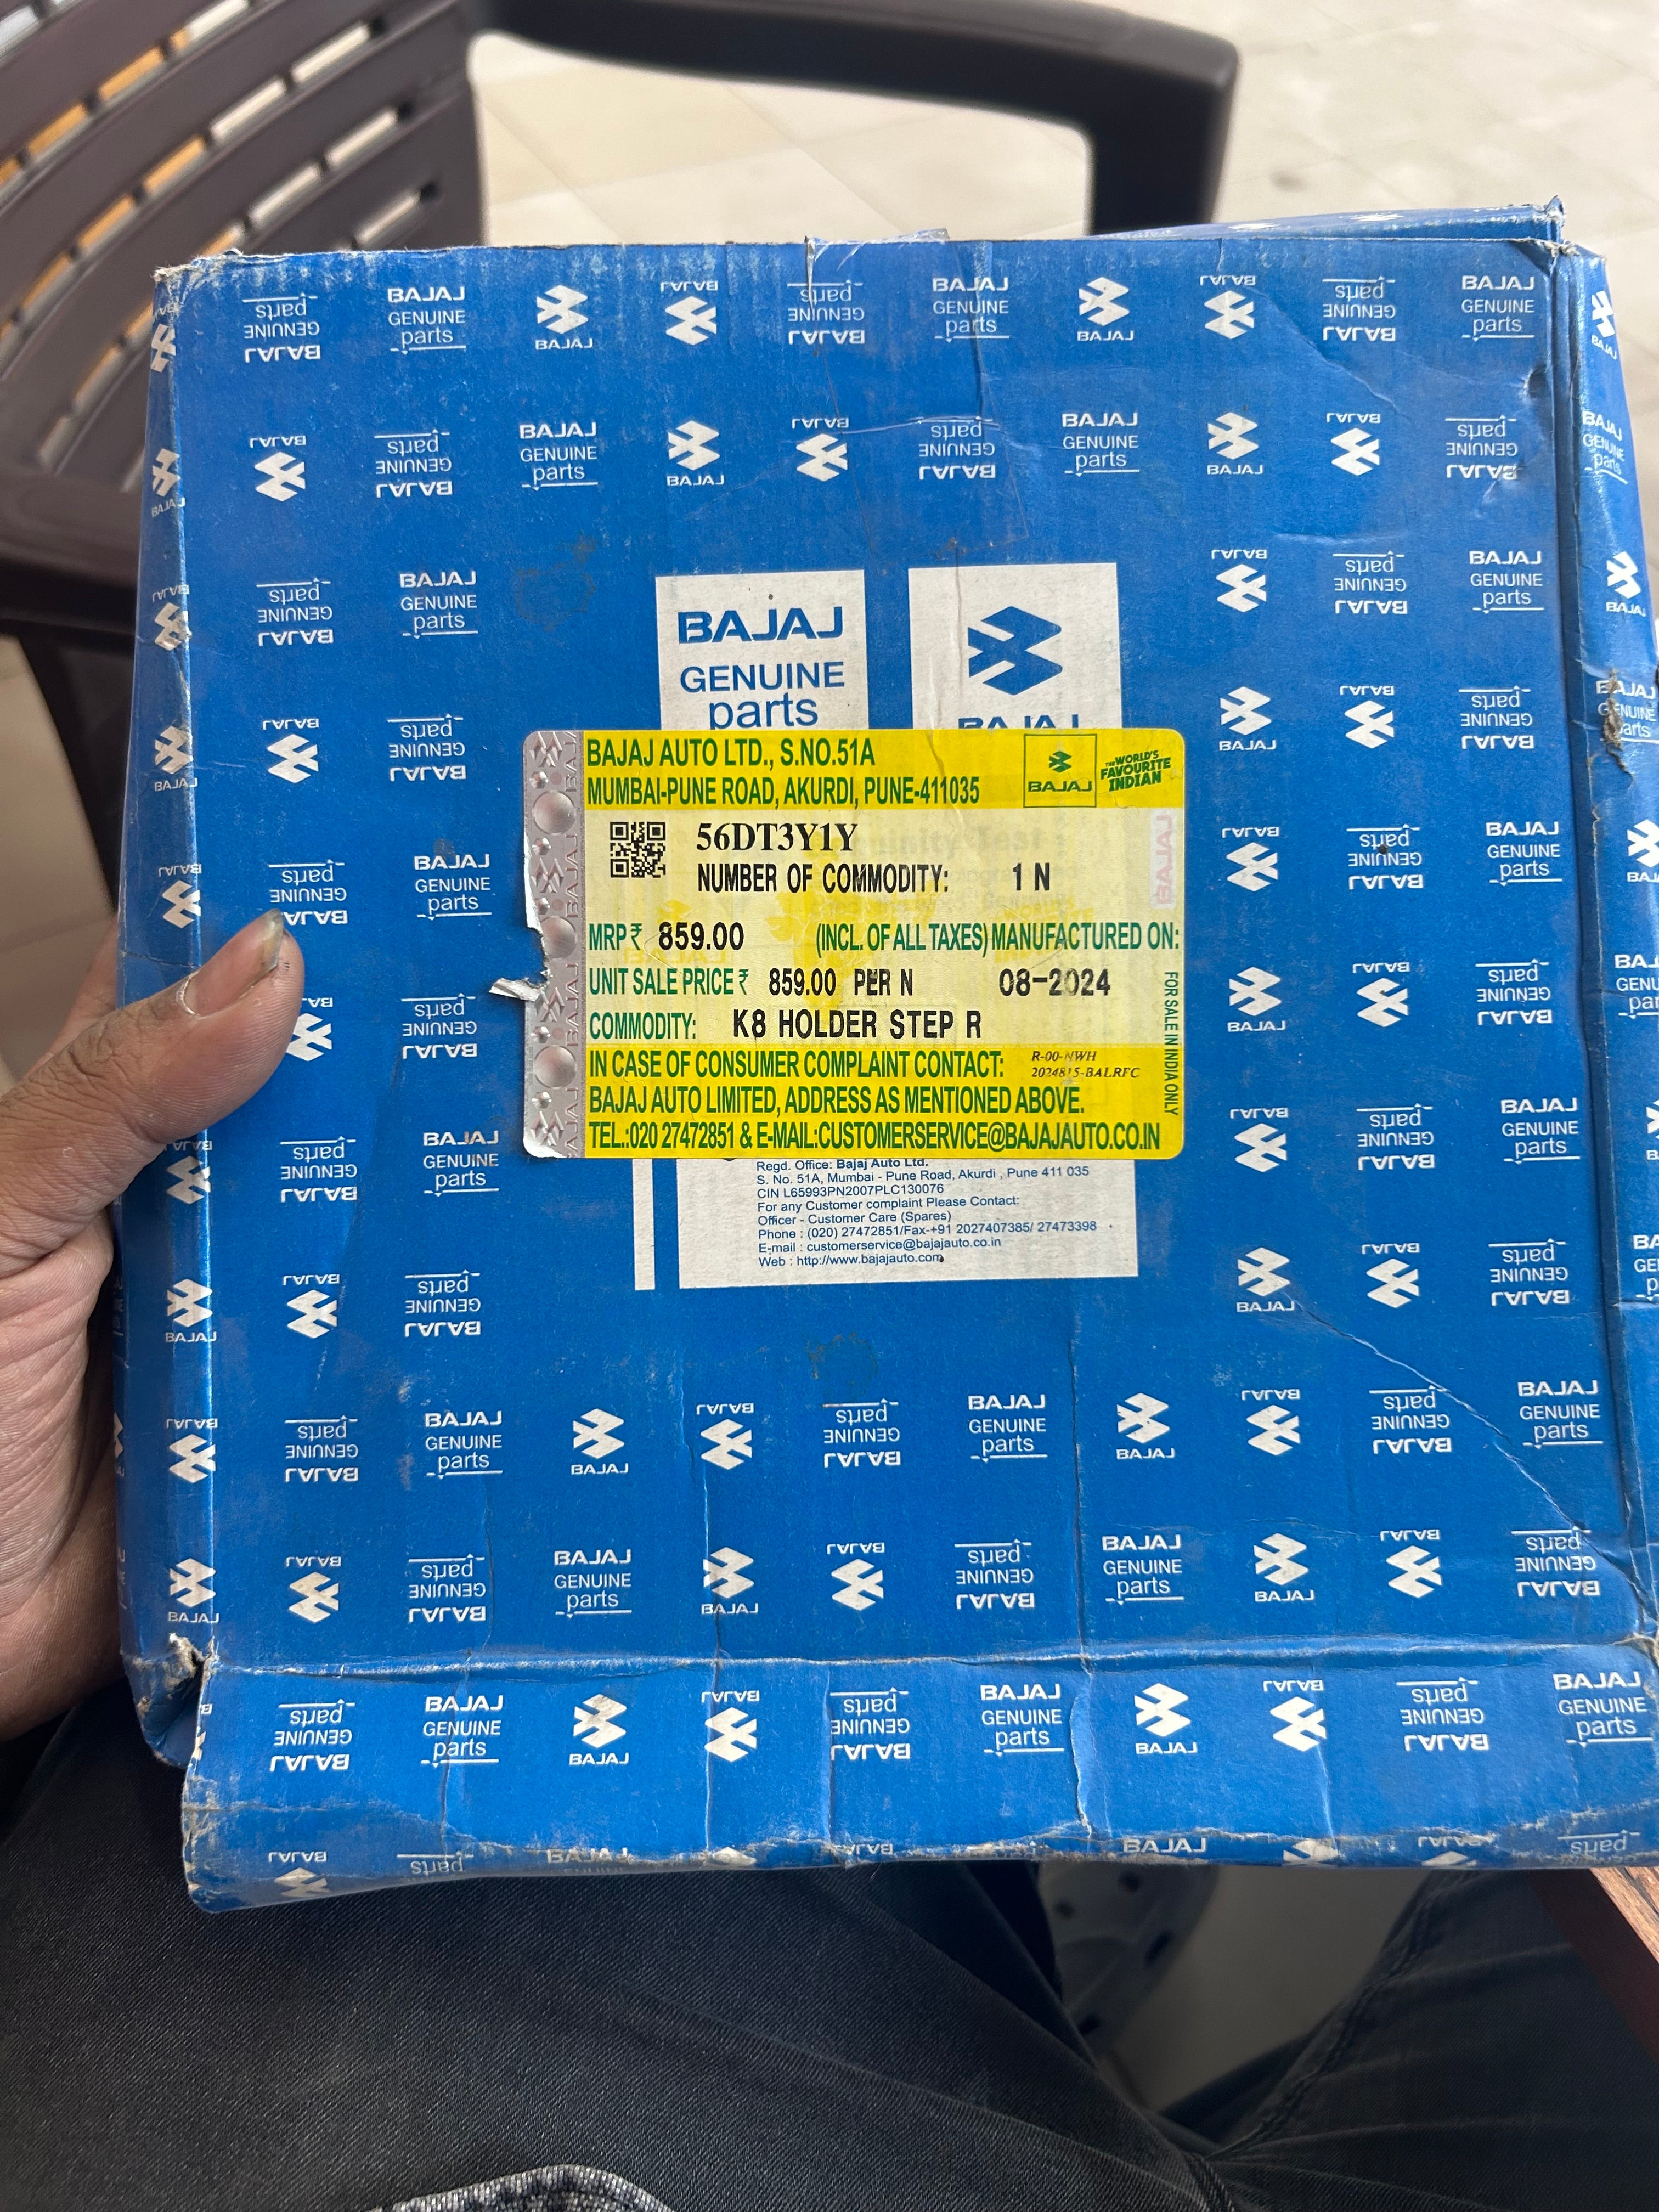 BAJAJ
GENUINE
parts
BAJAJ
BAJAJ AUTO LTD., S.NO.51A
MUMBAI-PUNE ROAD, AKURDI, PUNE-411035
BAJAJ
THE WORLD'S
FAVOURITE
INDIAN
56DT3Y1Y
NUMBER OF COMMODITY: 1 N
MRP ₹ 859.00 (INCL. OF ALL TAXES) MANUFACTURED ON:
UNIT SALE PRICE ₹ 859.00 PER N 08-2024
COMMODITY: K8 HOLDER STEP R
IN CASE OF CONSUMER COMPLAINT CONTACT:
R-00-NWH
2024815-BALRFC
BAJAJ AUTO LIMITED, ADDRESS AS MENTIONED ABOVE.
TEL.:020 27472851 & E-MAIL:CUSTOMERSERVICE@BAJAJAUTO.CO.IN
FOR SALE IN INDIA ONLY
BAJAJ
Regd. Office: Bajaj Auto Ltd.
S. No. 51A, Mumbai - Pune Road, Akurdi , Pune 411 035
CIN L65993PN2007PLC130076
For any Customer complaint Please Contact:
Officer - Customer Care (Spares)
Phone : (020) 27472851/Fax-+91 2027407385/ 27473398
E-mail : customerservice@bajajauto.co.in
Web : http://www.bajajauto.com